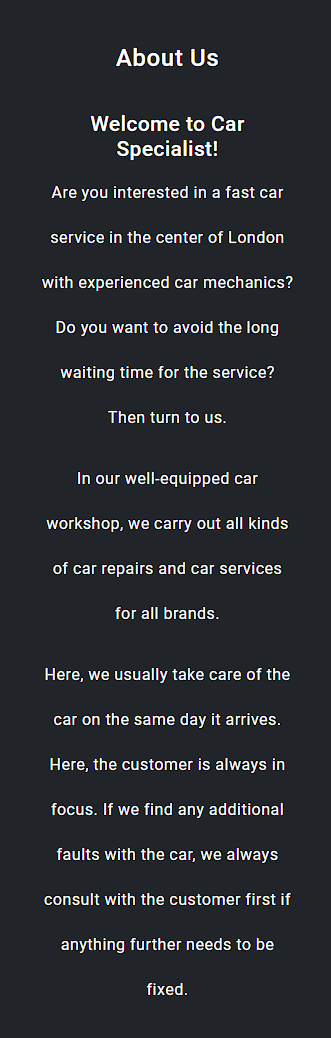 About Us
Welcome to Car
Specialist!
Are you interested in a fast car
service in the center of London
with experienced car mechanics?
Do you want to avoid the long
waiting time for the service?
Then turn to us.
In our well-equipped car
workshop, we carry out all kinds
of car repairs and car services
for all brands.
Here, we usually take care of the
car on the same day it arrives.
Here, the customer is always in
focus. If we find any additional
faults with the car, we always
consult with the customer first if
anything further needs to be
fixed.